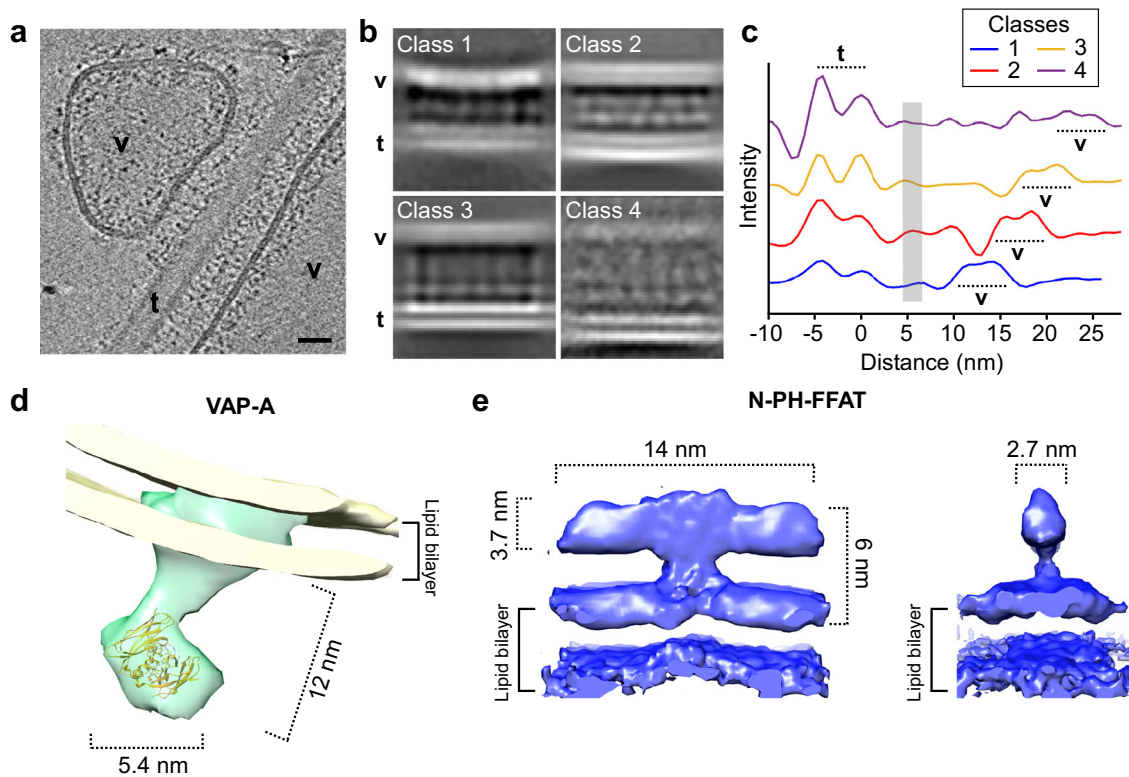 a
v
t
v
b
Class 1
Class 2
v
t
Class 3
Class 4
v
t
c
Classes
1
3
2
4
t
v
v
v
v
Intensity
-10 -5 0 5 10 15 20 25
Distance (nm)
d
VAP-A
Lipid bilayer
12 nm
5.4 nm
e
N-PH-FFAT
14 nm
2.7 nm
3.7 nm
6 nm
Lipid bilayer
Lipid bilayer